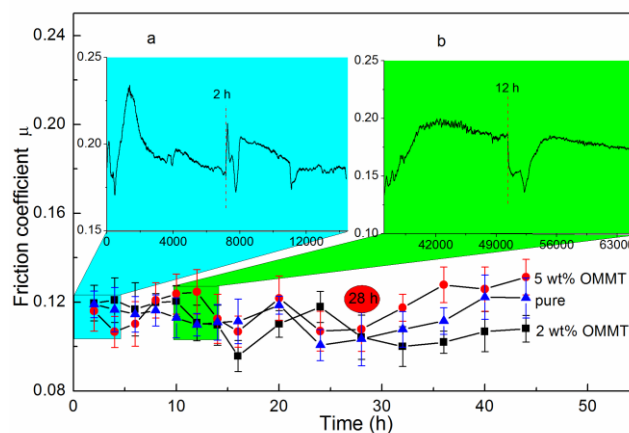 a
b
0.25
0.20
0.15
0 4000 8000 12000
2 h
0.25
0.20
0.15
0.10
42000 49000 56000 63000
12 h
Friction coefficient μ
0.24
0.20
0.16
0.12
0.08
28 h
5 wt% OMMT
pure
2 wt% OMMT
0 10 20 30 40 50
Time (h)